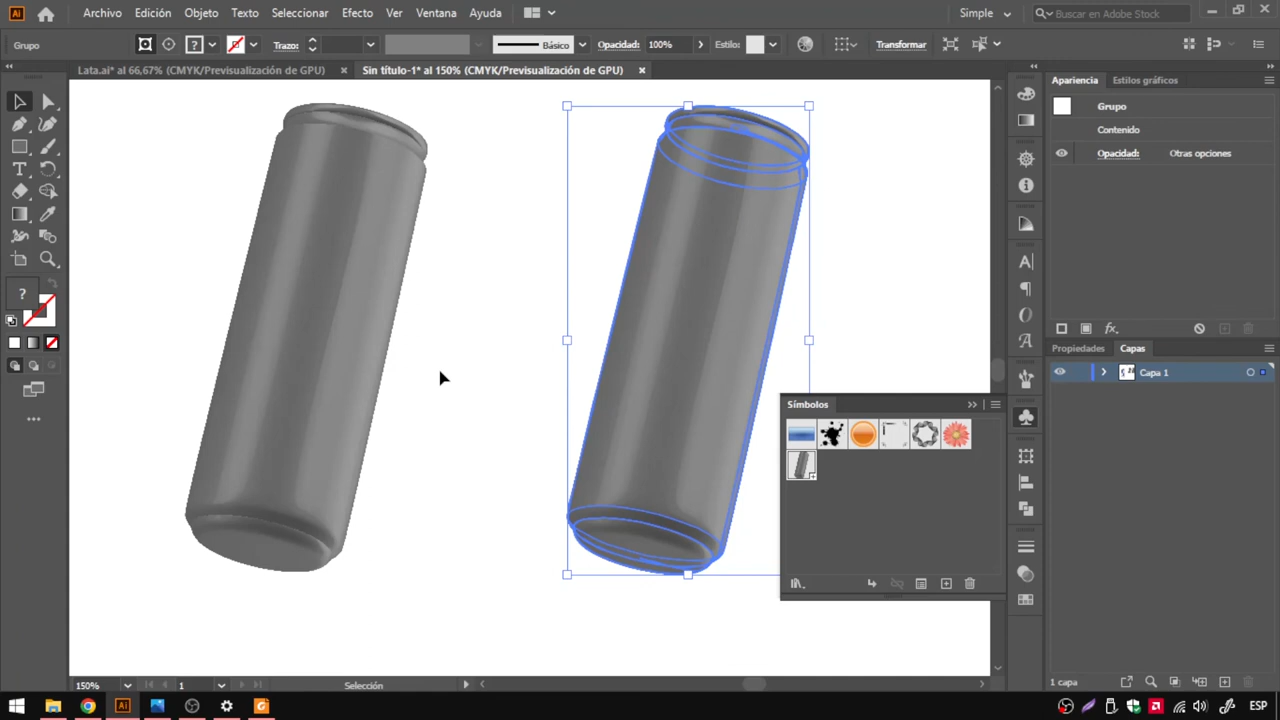 Ai Archivo Edición Objeto Texto Seleccionar Efecto Ver Ventana Ayuda Simple Buscar en Adobe Stock
Grupo ? Trazo: Básico Opacidad: 100% Estilo: Transformar
Lata.ai* al 66,67% (CMYK/Previsualización de GPU) Sin título-1* al 150% (CMYK/Previsualización de GPU)
Apariencia Estilos gráficos
Grupo
Contenido
Opacidad: Otras opciones
fx
Propiedades Capas
Capa 1
Símbolos
?
150% 1 Selección
1 capa
Ai ESP